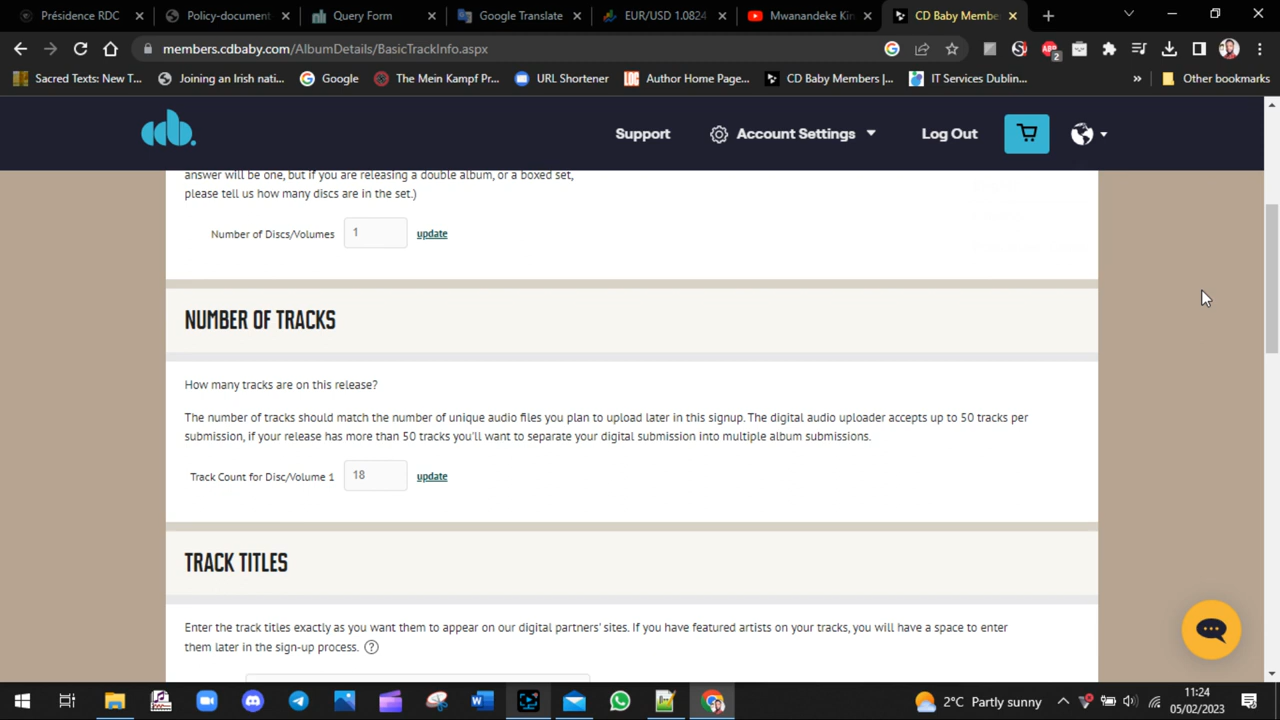 Présidence RDC
Policy-document
Query Form
Google Translate
EUR/USD 1.0824
Mwanandeke Kin
CD Baby Membe
members.cdbaby.com/AlbumDetails/BasicTrackInfo.aspx
2
Sacred Texts: New T...
Joining an Irish nati...
Google
The Mein Kampf Pr...
URL Shortener
Author Home Page...
CD Baby Members |...
IT Services Dublin...
»
Other bookmarks
Support
Account Settings
Log Out
answer will be one, but if you are releasing a double album, or a boxed set,
please tell us how many discs are in the set.)
Number of Discs/Volumes 1 update
NUMBER OF TRACKS
How many tracks are on this release?
The number of tracks should match the number of unique audio files you plan to upload later in this signup. The digital audio uploader accepts up to 50 tracks per
submission, if your release has more than 50 tracks you'll want to separate your digital submission into multiple album submissions.
Track Count for Disc/Volume 1 18 update
TRACK TITLES
Enter the track titles exactly as you want them to appear on our digital partners' sites. If you have featured artists on your tracks, you will have a space to enter
them later in the sign-up process. ?
2°C Partly sunny
11:24
05/02/2023